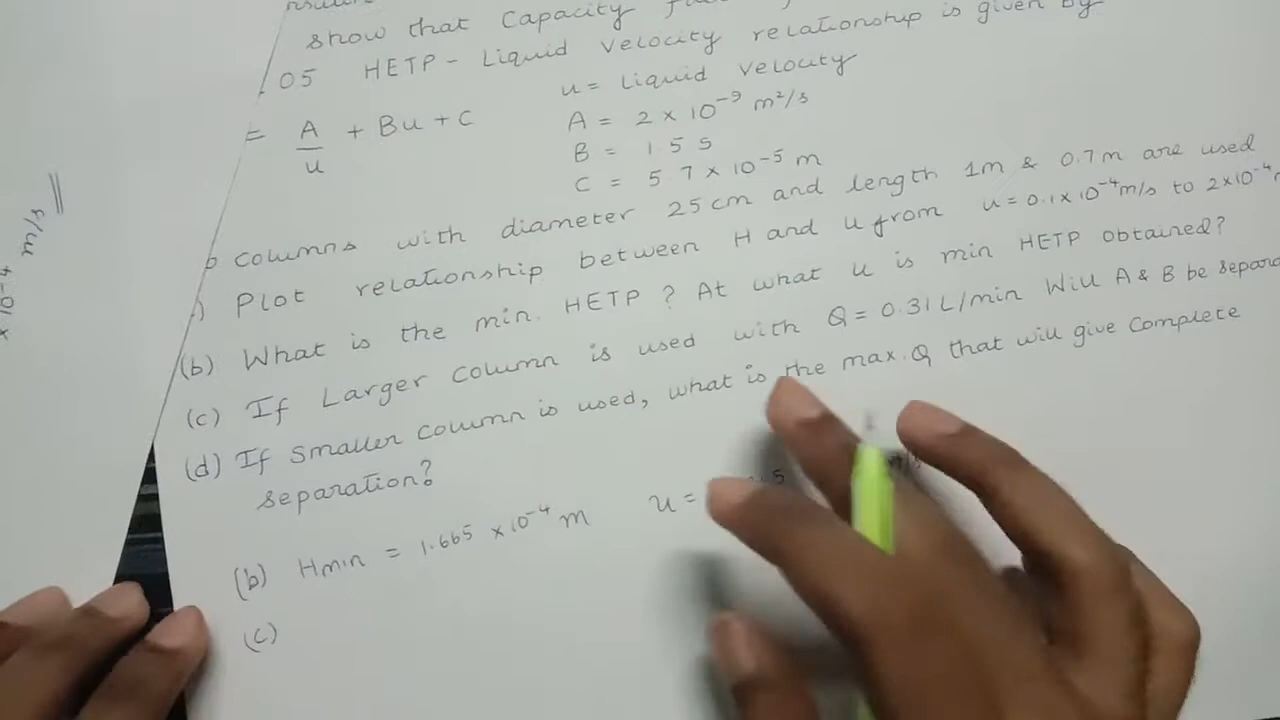 show that Capacity
.05 HETP - Liquid Velocity relationship is given by
= A/u + Bu + C
u = Liquid Velocity
A = 2 x 10⁻⁹ m²/s
B = 1.5 s
C = 5.7 x 10⁻⁵ m
columns with diameter 25 cm and length 1m & 0.7m are used
) Plot relationship between H and u from u = 0.1 x 10⁻⁴ m/s to 2 x 10⁻⁴
(b) What is the min. HETP ? At what u is min HETP obtained?
(c) If Larger column is used with Q = 0.31 L/min Will A & B be
(d) If smaller column is used, what is the max. Q that will give Complete
separation?
(b) Hmin = 1.665 x 10⁻⁴ m u =
(c)